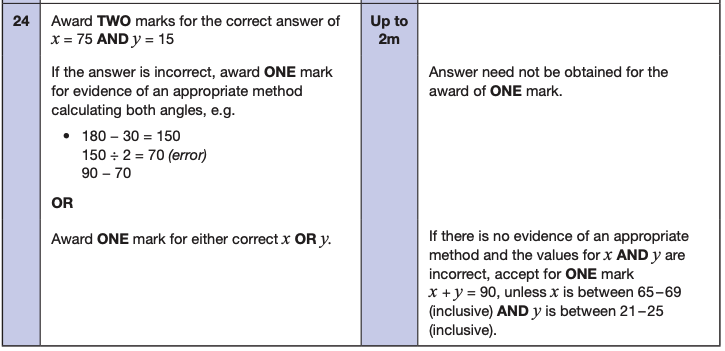 24
Award TWO marks for the correct answer of
x = 75 AND y = 15
Up to
2m
If the answer is incorrect, award ONE mark
for evidence of an appropriate method
calculating both angles, e.g.
• 180 – 30 = 150
150 ÷ 2 = 70 (error)
90 – 70
Answer need not be obtained for the
award of ONE mark.
OR
Award ONE mark for either correct x OR y.
If there is no evidence of an appropriate
method and the values for x AND y are
incorrect, accept for ONE mark
x + y = 90, unless x is between 65–69
(inclusive) AND y is between 21–25
(inclusive).